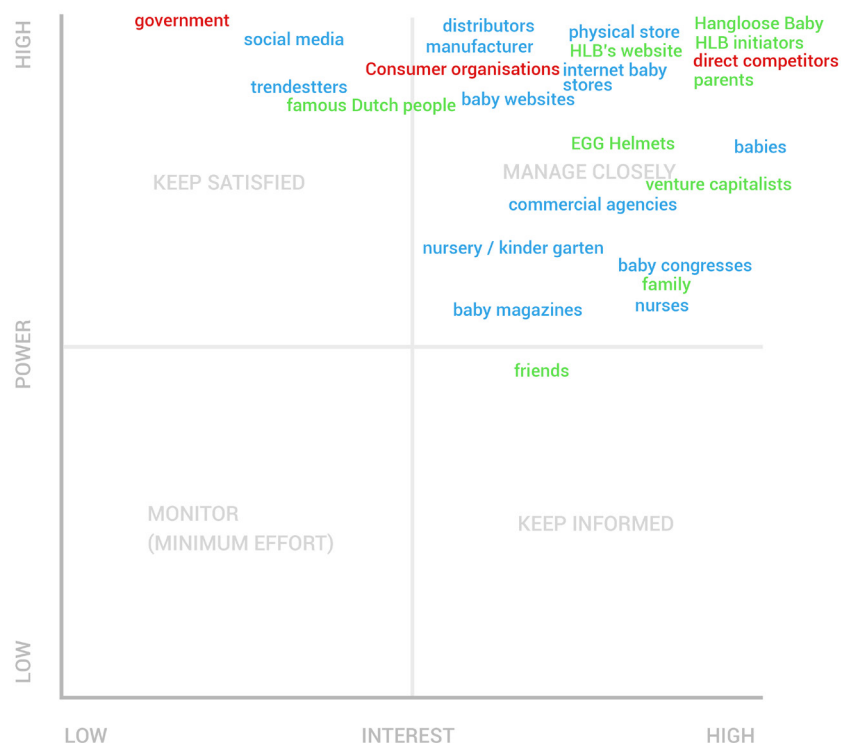 HIGH
government
social media
distributors
manufacturer
physical store
HLB's website
Hangloose Baby
HLB initiators
direct competitors
parents
Consumer organisations
internet baby
stores
trendestters
famous Dutch people
baby websites
EGG Helmets
babies
KEEP SATISFIED
MANAGE CLOSELY
venture capitalists
commercial agencies
nursery / kinder garten
baby congresses
family
nurses
baby magazines
POWER
friends
MONITOR
(MINIMUM EFFORT)
KEEP INFORMED
LOW
LOW
INTEREST
HIGH